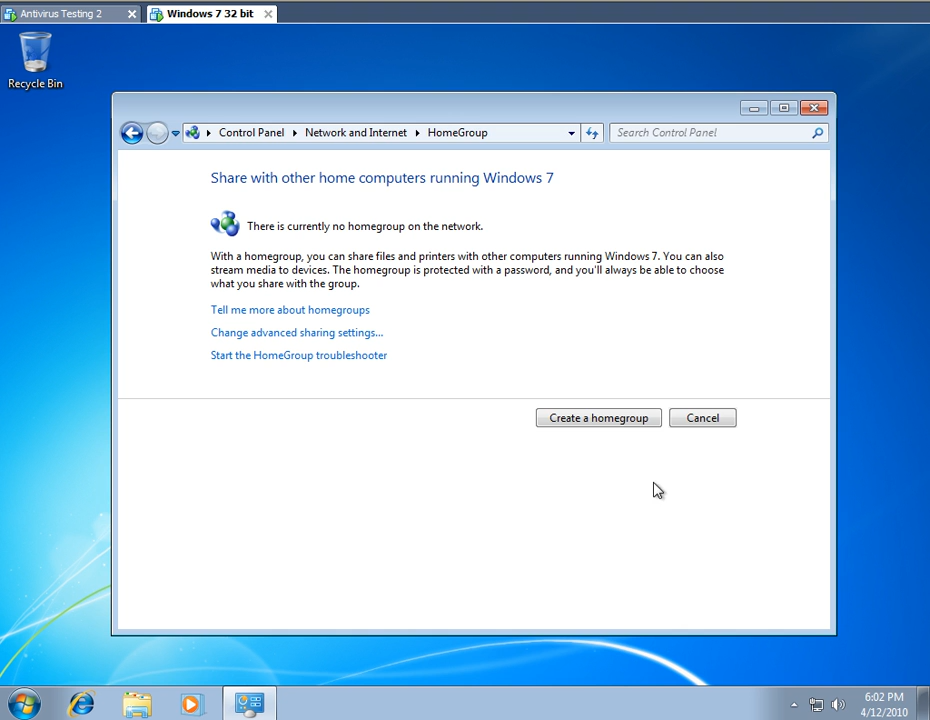 Antivirus Testing 2
Windows 7 32 bit
Recycle Bin
Control Panel
Network and Internet
HomeGroup
Search Control Panel
Share with other home computers running Windows 7
There is currently no homegroup on the network.
With a homegroup, you can share files and printers with other computers running Windows 7. You can also
stream media to devices. The homegroup is protected with a password, and you'll always be able to choose
what you share with the group.
Tell me more about homegroups
Change advanced sharing settings...
Start the HomeGroup troubleshooter
Create a homegroup
Cancel
6:02 PM
4/12/2010